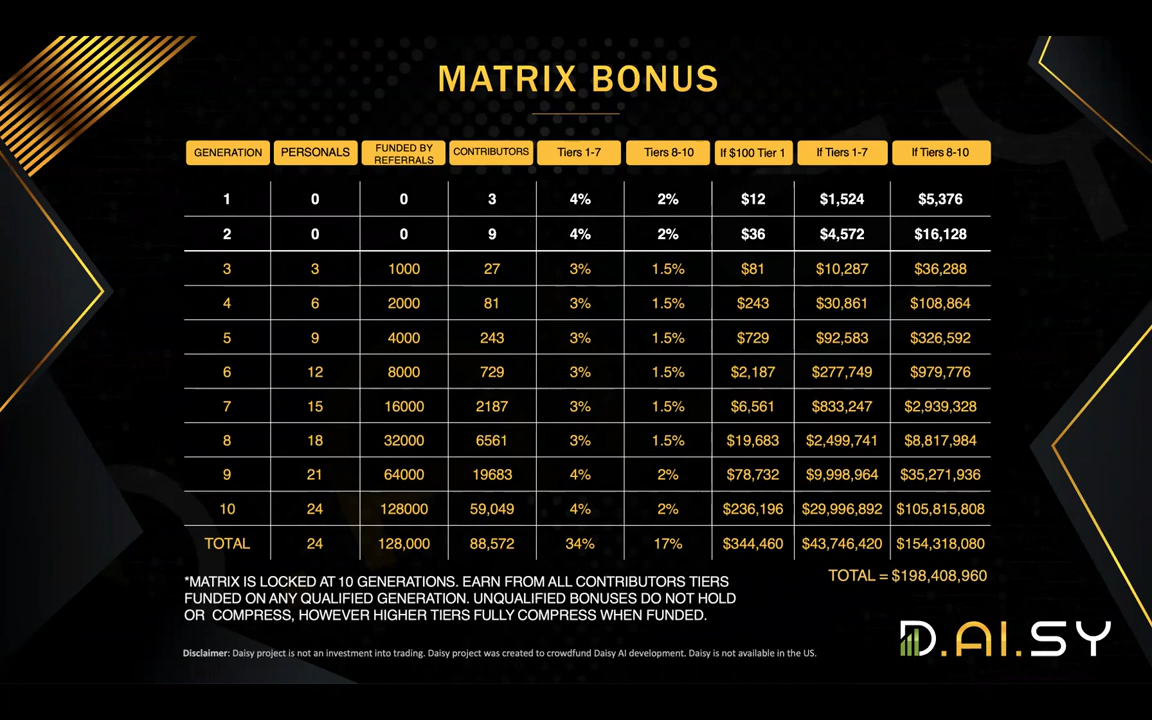 MATRIX BONUS
GENERATION PERSONALS FUNDED BY REFERRALS CONTRIBUTORS Tiers 1-7 Tiers 8-10 If $100 Tier 1 If Tiers 1-7 If Tiers 8-10
1 0 0 3 4% 2% $12 $1,524 $5,376
2 0 0 9 4% 2% $36 $4,572 $16,128
3 3 1000 27 3% 1.5% $81 $10,287 $36,288
4 6 2000 81 3% 1.5% $243 $30,861 $108,864
5 9 4000 243 3% 1.5% $729 $92,583 $326,592
6 12 8000 729 3% 1.5% $2,187 $277,749 $979,776
7 15 16000 2187 3% 1.5% $6,561 $833,247 $2,939,328
8 18 32000 6561 3% 1.5% $19,683 $2,499,741 $8,817,984
9 21 64000 19683 4% 2% $78,732 $9,998,964 $35,271,936
10 24 128000 59,049 4% 2% $236,196 $29,996,892 $105,815,808
TOTAL 24 128,000 88,572 34% 17% $344,460 $43,746,420 $154,318,080
TOTAL = $198,408,960
*MATRIX IS LOCKED AT 10 GENERATIONS. EARN FROM ALL CONTRIBUTORS TIERS
FUNDED ON ANY QUALIFIED GENERATION. UNQUALIFIED BONUSES DO NOT HOLD
OR COMPRESS, HOWEVER HIGHER TIERS FULLY COMPRESS WHEN FUNDED.
Disclaimer: Daisy project is not an investment into trading. Daisy project was created to crowdfund Daisy AI development. Daisy is not available in the US.
D.AI.SY